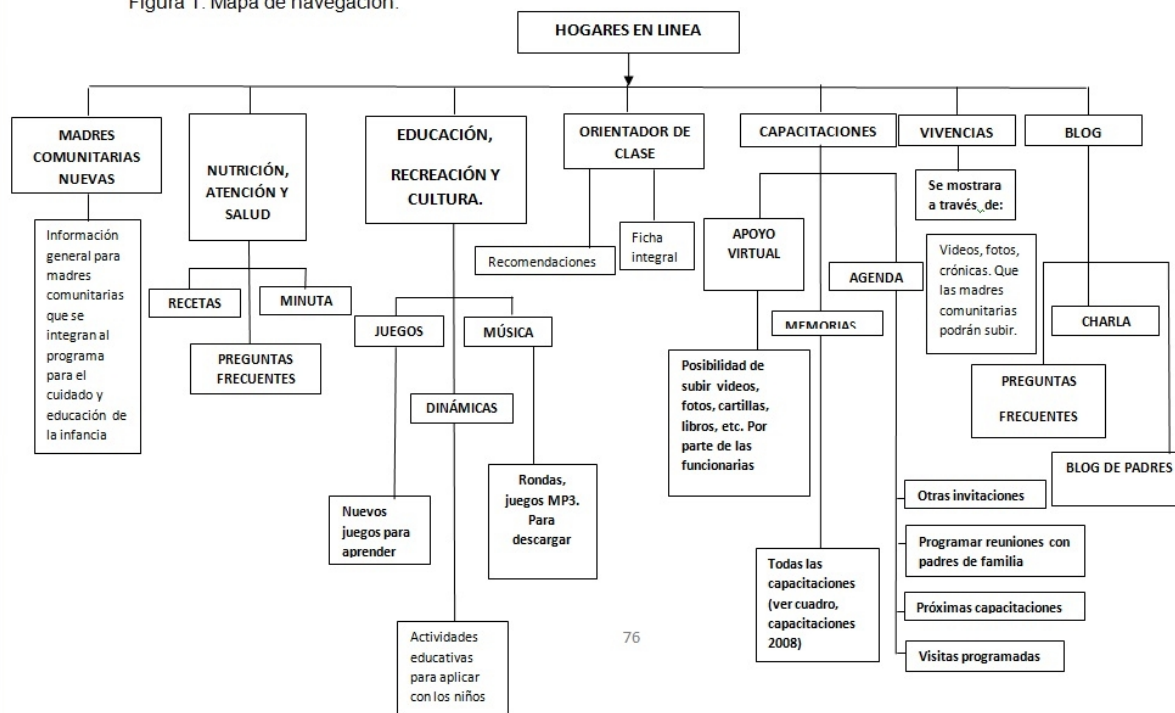 Figura 1. Mapa de navegación.
HOGARES EN LINEA
MADRES
COMUNITARIAS
NUEVAS
Información
general para
madres
comunitarias
que se
integran al
programa
para el
cuidado y
educación de
la infancia
NUTRICIÓN,
ATENCIÓN Y
SALUD
RECETAS
MINUTA
PREGUNTAS
FRECUENTES
EDUCACIÓN,
RECREACIÓN Y
CULTURA.
JUEGOS
MÚSICA
DINÁMICAS
Nuevos
juegos para
aprender
Rondas,
juegos MP3.
Para
descargar
Actividades
educativas
para aplicar
con los niños
ORIENTADOR DE
CLASE
Recomendaciones
Ficha
integral
CAPACITACIONES
APOYO
VIRTUAL
AGENDA
MEMORIAS
Posibilidad de
subir videos,
fotos, cartillas,
libros, etc. Por
parte de las
funcionarias
Todas las
capacitaciones
(ver cuadro,
capacitaciones
2008)
Otras invitaciones
Programar reuniones con
padres de familia
Próximas capacitaciones
Visitas programadas
VIVENCIAS
Se mostrara
a través de:
Videos, fotos,
crónicas. Que
las madres
comunitarias
podrán subir.
BLOG
CHARLA
PREGUNTAS
FRECUENTES
BLOG DE PADRES
76